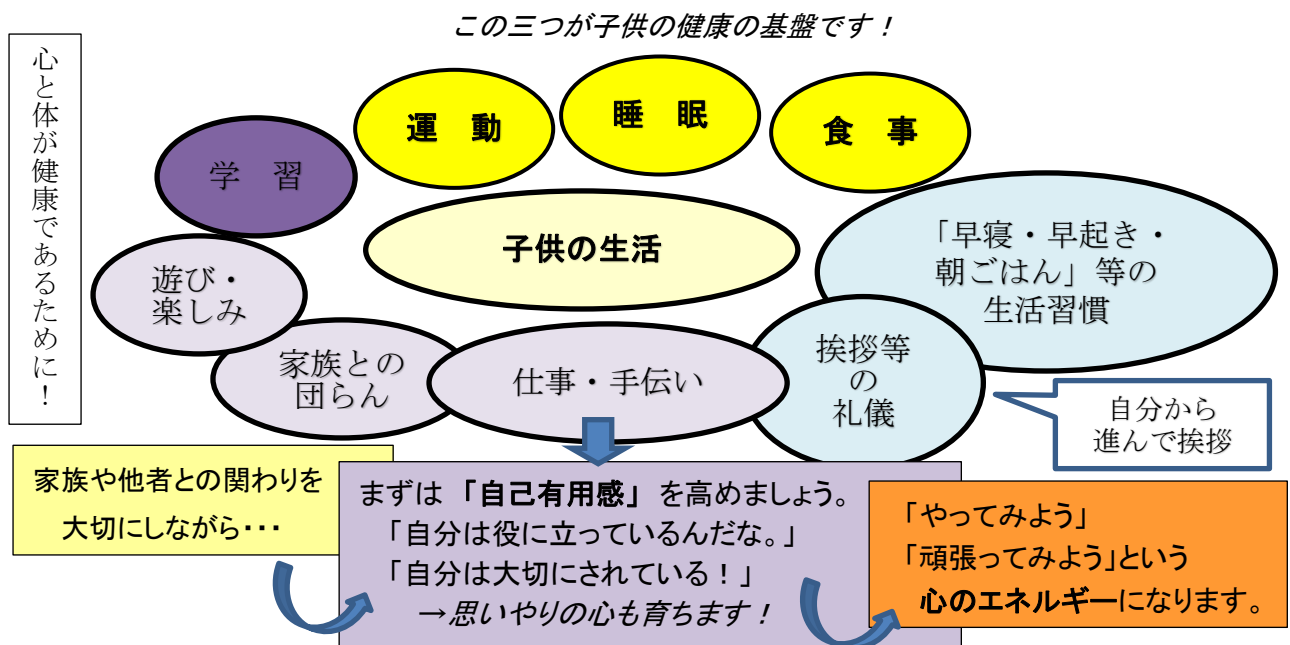 この三つが子供の健康の基盤です！
心と体が健康であるために！
運　動
睡　眠
食　事
学　習
子供の生活
「早寝・早起き・
朝ごはん」等の
生活習慣
遊び・
楽しみ
家族との
団らん
仕事・手伝い
挨拶等
の
礼儀
自分から
進んで挨拶
家族や他者との関わりを
大切にしながら・・・
まずは 「自己有用感」 を高めましょう。
「自分は役に立っているんだな。」
「自分は大切にされている！」
→思いやりの心も育ちます！
「やってみよう」
「頑張ってみよう」という
心のエネルギーになります。